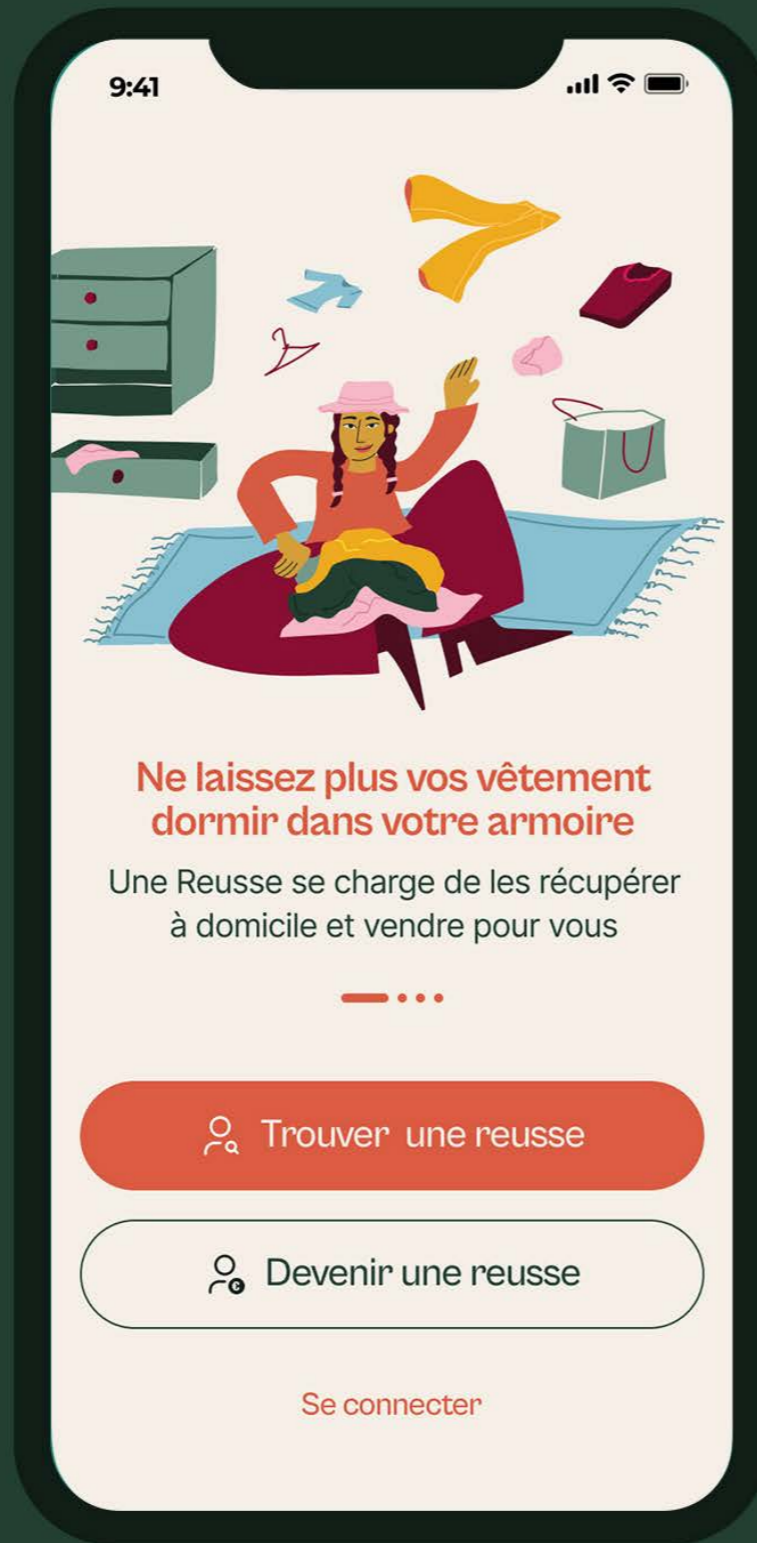 9:41
Ne laissez plus vos vêtement
dormir dans votre armoire
Une Reusse se charge de les récupérer
à domicile et vendre pour vous
Trouver une reusse
Devenir une reusse
Se connecter